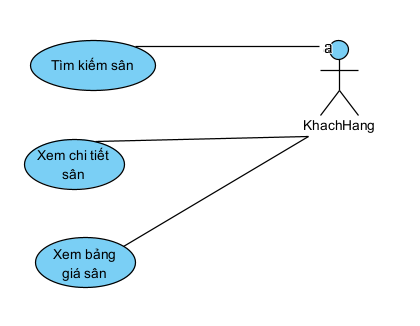 a
Tìm kiếm sân
KhachHang
Xem chi tiết
sân
Xem bảng
giá sân